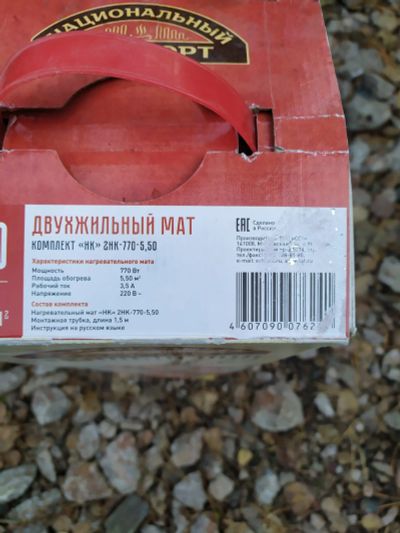 НАЦИОНАЛЬНЫЙ
ДВУХЖИЛЬНЫЙ МАТ
КОМПЛЕКТ «НК» 2НК-770-5,50
Характеристики нагревательного мата
Мощность 770 Вт
Площадь обогрева 5,50 м²
Рабочий ток 3,5 А
Напряжение 220 В ~
Состав комплекта
Нагревательный мат «НК» 2НК-770-5,50
Монтажная трубка, длина 1,5 м
Инструкция на русском языке
EAC Сделано
в России
4 607090 0762